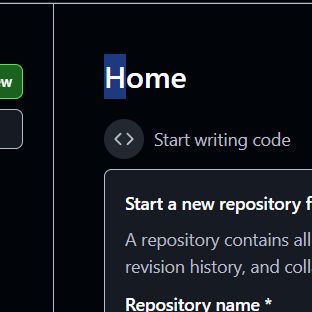 Home
Start writing code
Start a new repository f
A repository contains all
revision history, and coll
Repository name *